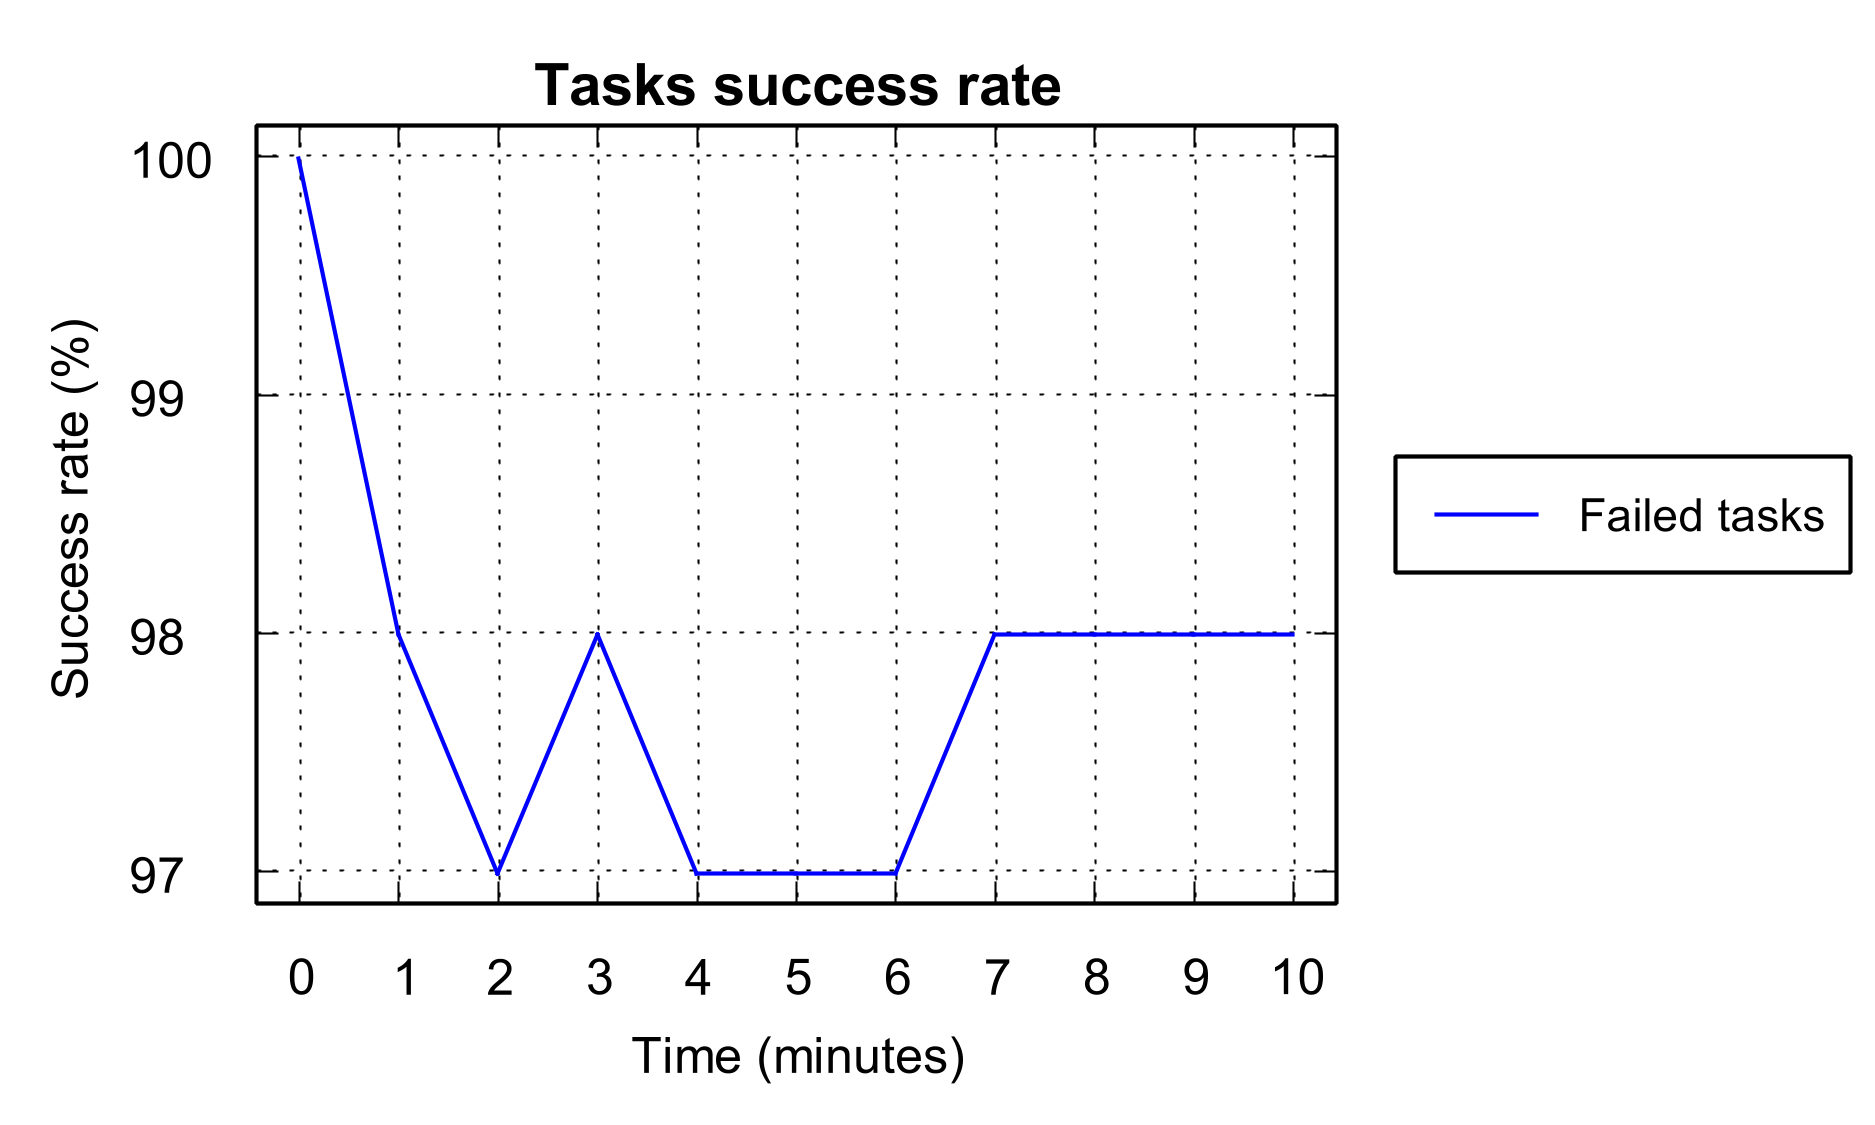 Tasks success rate
100
99
98
97
Success rate (%)
Failed tasks
0 1 2 3 4 5 6 7 8 9 10
Time (minutes)